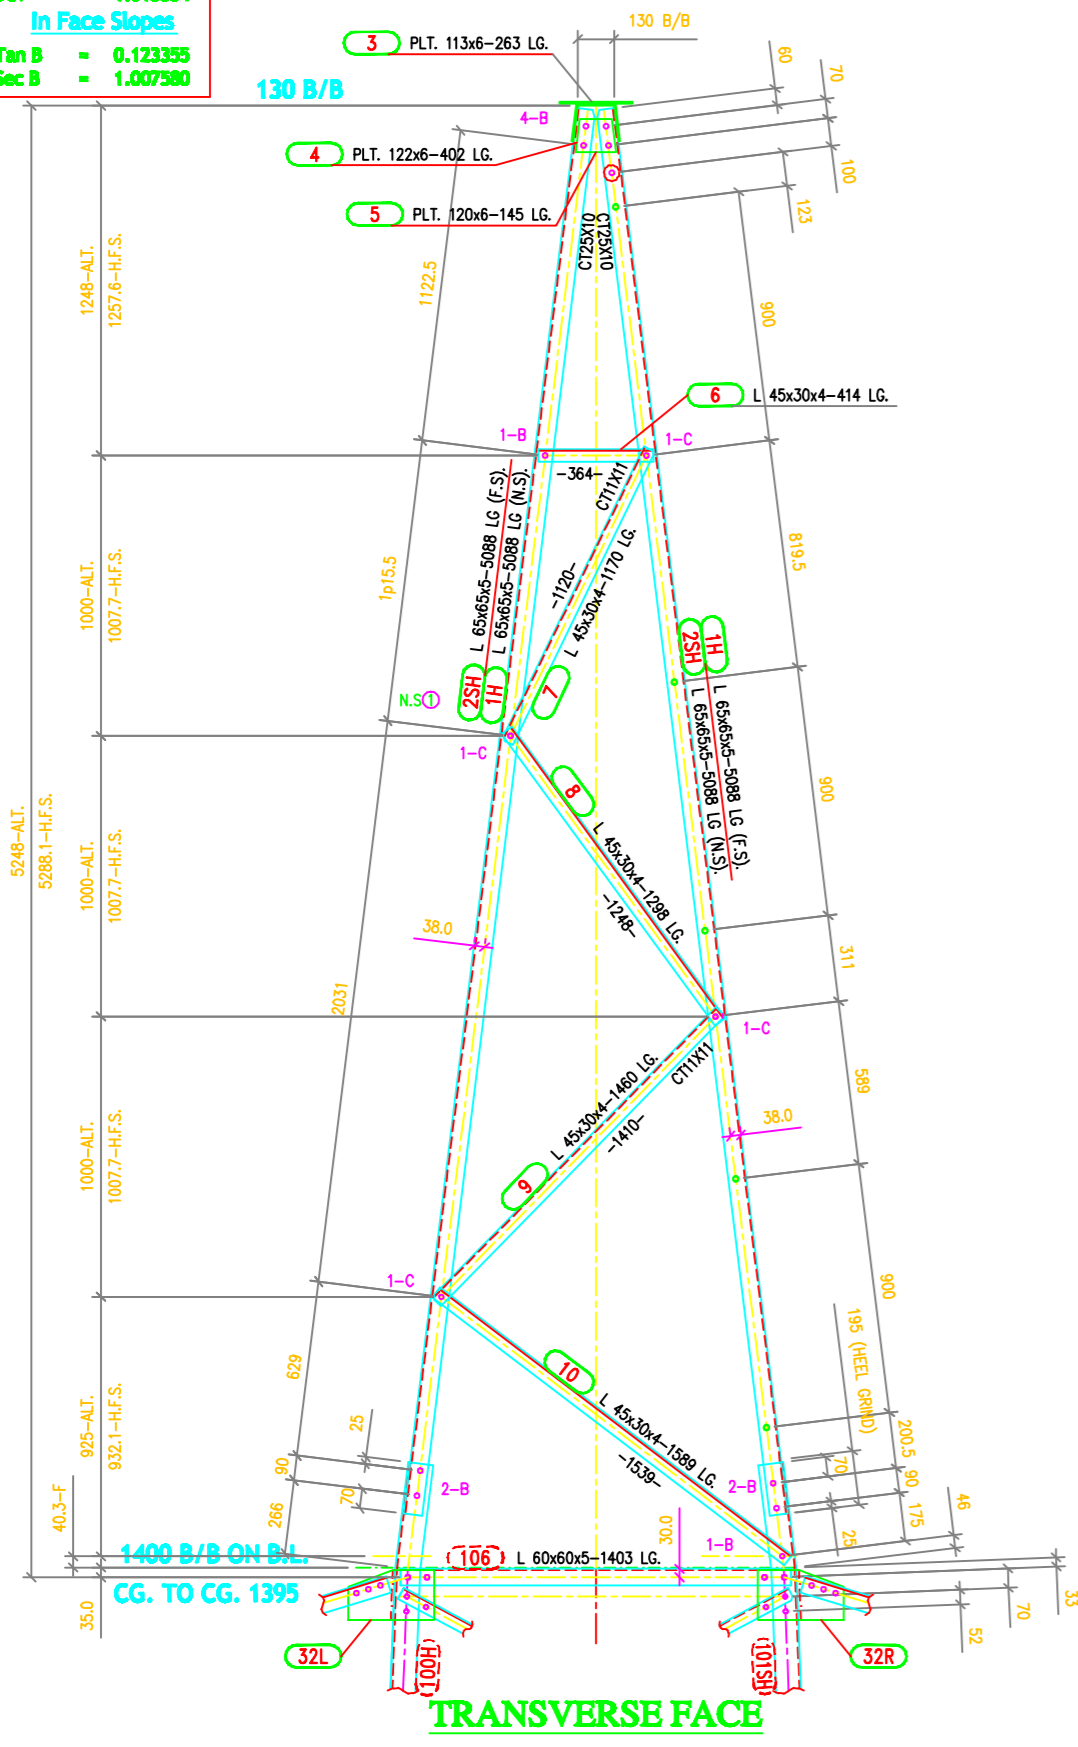 In Face Slopes
Tan B = 0.123355
Sec B = 1.007580
130 B/B
130 B/B
3 PLT. 113x6-263 LG.
4-B
4 PLT. 122x6-402 LG.
5 PLT. 120x6-145 LG.
60
70
100
123
CT25X10
CT25X10
1248-ALT.
1257.6-H.F.S.
1122.5
900
6 L 45x30x4-414 LG.
1-B
1-C
-364-
CT11X11
L 65x65x5-5088 LG (F.S).
L 65x65x5-5088 LG (N.S).
2SH
1H
-1120-
L 45x30x4-1170 LG.
7
1000-ALT.
1007.7-H.F.S.
1p15.5
819.5
N.S 1
1-C
2SH
1H
L 65x65x5-5088 LG (F.S).
L 65x65x5-5088 LG (N.S).
8
L 45x30x4-1298 LG.
-1248-
5248-ALT.
5288.1-H.F.S.
1000-ALT.
1007.7-H.F.S.
38.0
900
311
2031
1-C
CT11X11
9
L 45x30x4-1460 LG.
-1410-
38.0
589
1000-ALT.
1007.7-H.F.S.
1-C
900
195 (HEEL GRIND)
10
L 45x30x4-1589 LG.
-1539-
629
925-ALT.
932.1-H.F.S.
25
90
70
266
2-B
2-B
200.5
70
90
175
25
46
40.3-F
30.0
1-B
1400 B/B ON B.L.
106 L 60x60x5-1403 LG.
CG. TO CG. 1395
35.0
33
70
52
32L
100H
101SH
32R
TRANSVERSE FACE